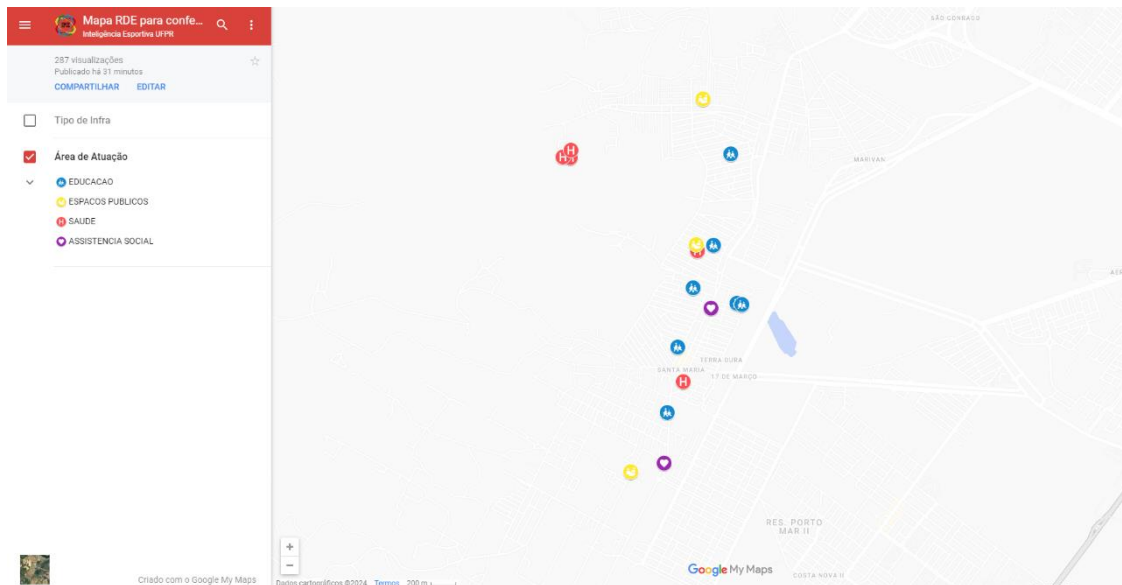 Mapa RDE para confe...
Inteligência Esportiva UFPR
287 visualizações
Publicado há 31 minutos
COMPARTILHAR EDITAR
Tipo de Infra
Área de Atuação
EDUCACAO
ESPACOS PUBLICOS
SAUDE
ASSISTENCIA SOCIAL
Criado com o Google My Maps
SÃO CONRADO
MARIVAN
TERRA DURA
SANTA MARIA
17 DE MARÇO
RES. PORTO
MAR II
COSTA NOVA II
Google My Maps
Dados cartográficos ©2024 Termos 200 m